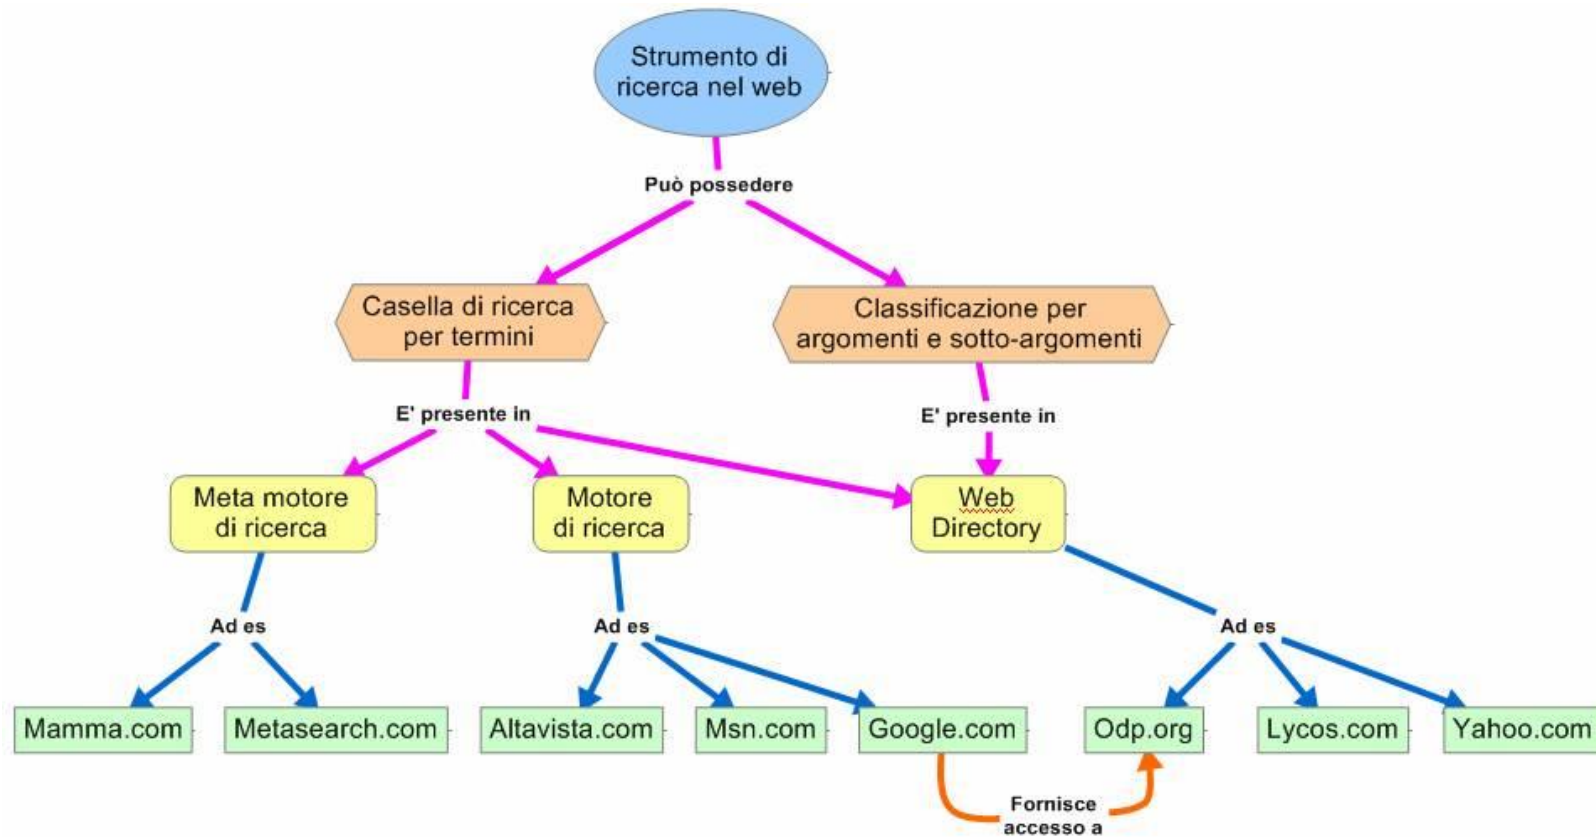 Strumento di
ricerca nel web
Può possedere
Casella di ricerca
per termini
Classificazione per
argomenti e sotto-argomenti
E' presente in
E' presente in
Meta motore
di ricerca
Motore
di ricerca
Web
Directory
Ad es
Ad es
Ad es
Mamma.com
Metasearch.com
Altavista.com
Msn.com
Google.com
Odp.org
Lycos.com
Yahoo.com
Fornisce
accesso a